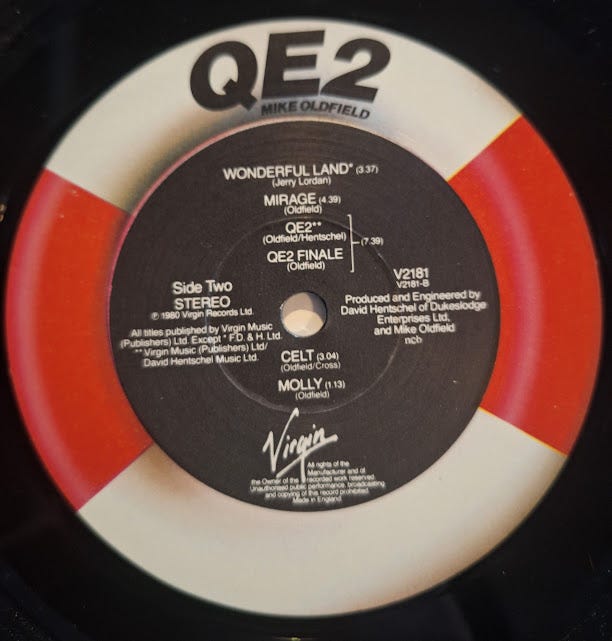 QE2
MIKE OLDFIELD
WONDERFUL LAND* (3.37)
(Jerry Lordan)
MIRAGE (4.39)
(Oldfield)
QE2**
(Oldfield/Hentschel)
(7.39)
QE2 FINALE
(Oldfield)
Side Two
STEREO
℗ 1980 Virgin Records Ltd.
All titles published by Virgin Music
(Publishers) Ltd. Except * F.D. & H. Ltd.
** Virgin Music (Publishers) Ltd/
David Hentschel Music Ltd.
V2181
V2181-B
Produced and Engineered by
David Hentschel of Dukeslodge
Enterprises Ltd,
and Mike Oldfield
ncb
CELT (3.04)
(Oldfield/Cross)
MOLLY (1.13)
(Oldfield)
Virgin
All rights of the
Manufacturer and of
the Owner of the recorded work reserved.
Unauthorised public performance, broadcasting
and copying of this record prohibited.
Made in England.